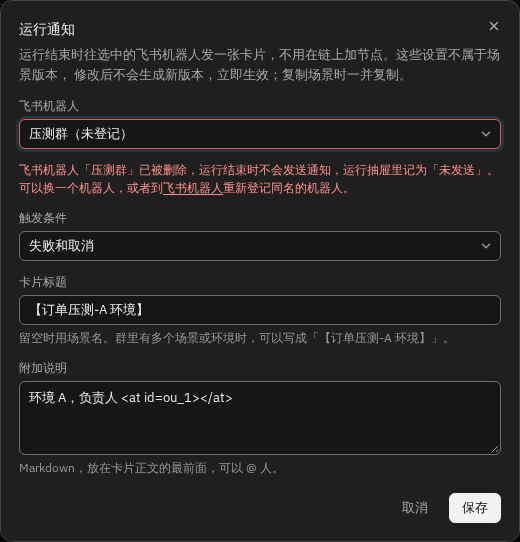 运行通知
运行结束时往选中的飞书机器人发一张卡片，不用在链上加节点。这些设置不属于场
景版本， 修改后不会生成新版本，立即生效；复制场景时一并复制。
飞书机器人
压测群（未登记）
飞书机器人「压测群」已被删除，运行结束时不会发送通知，运行抽屉里记为「未发送」。
可以换一个机器人，或者到飞书机器人重新登记同名的机器人。
触发条件
失败和取消
卡片标题
【订单压测-A 环境】
留空时用场景名。群里有多个场景或环境时，可以写成「【订单压测-A 环境】」。
附加说明
环境 A，负责人 <at id=ou_1></at>
Markdown，放在卡片正文的最前面，可以 @ 人。
取消
保存